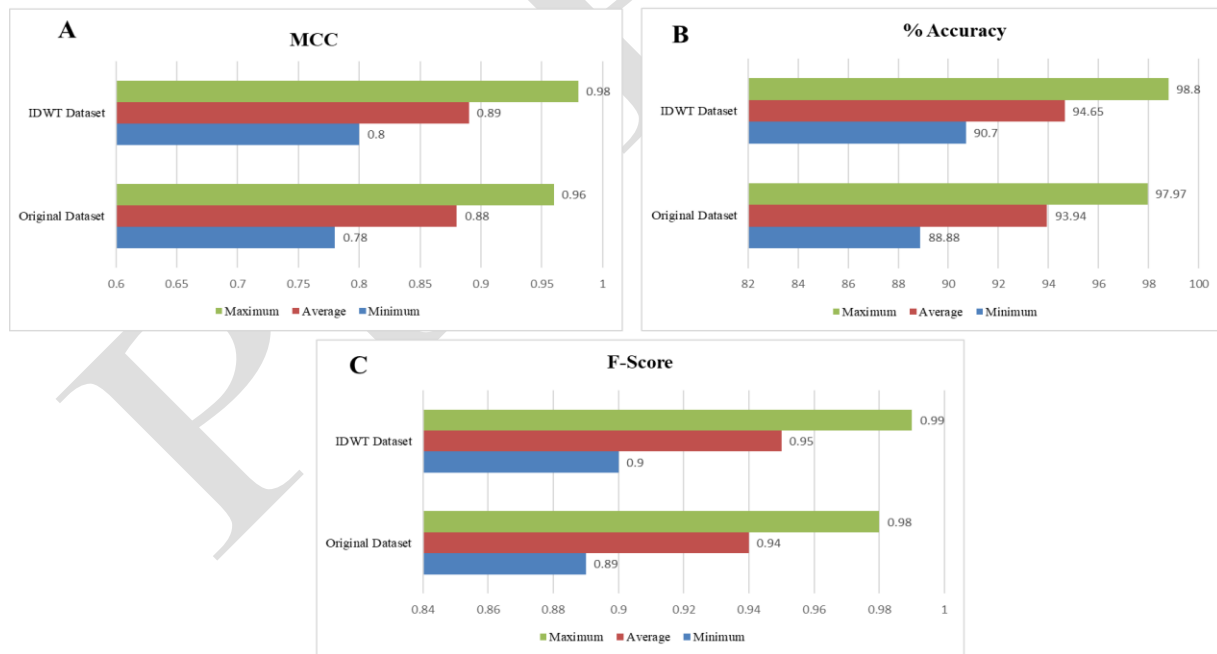 A
MCC
IDWT Dataset
0.98
0.89
0.8
Original Dataset
0.96
0.88
0.78
0.6 0.65 0.7 0.75 0.8 0.85 0.9 0.95 1
Maximum Average Minimum
B
% Accuracy
IDWT Dataset
98.8
94.65
90.7
Original Dataset
97.97
93.94
88.88
82 84 86 88 90 92 94 96 98 100
Maximum Average Minimum
C
F-Score
IDWT Dataset
0.99
0.95
0.9
Original Dataset
0.98
0.94
0.89
0.84 0.86 0.88 0.9 0.92 0.94 0.96 0.98 1
Maximum Average Minimum